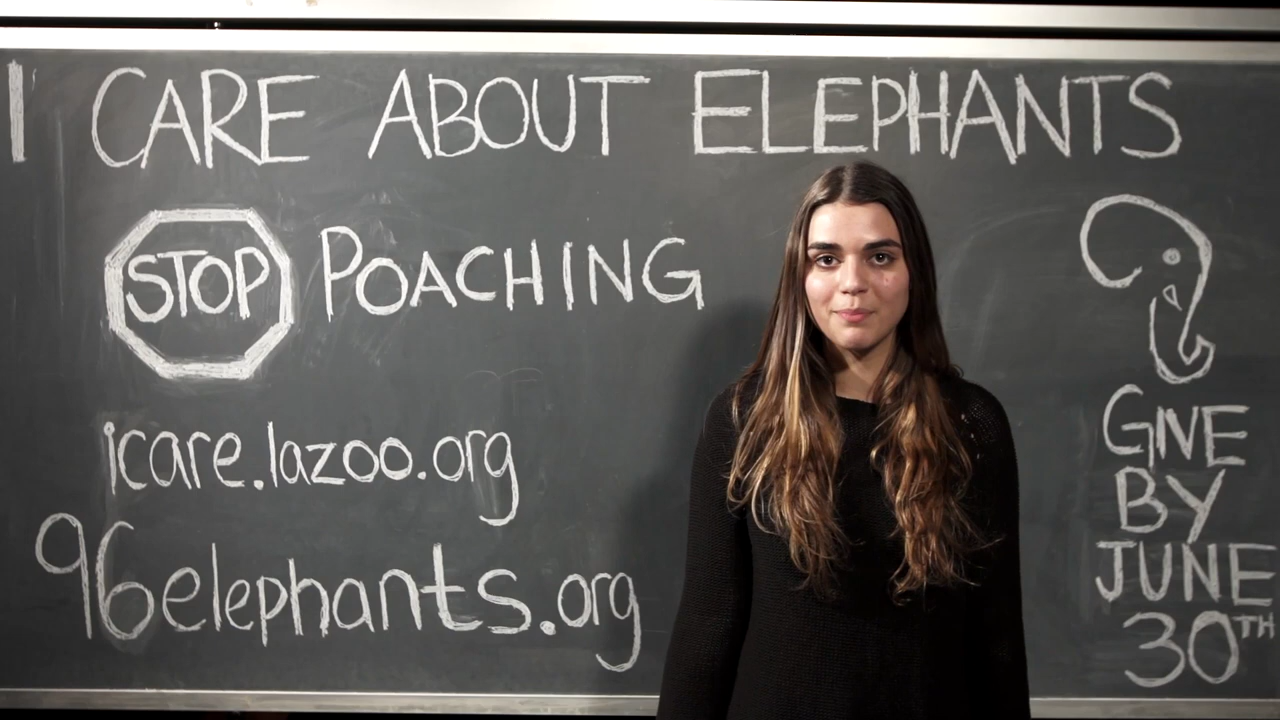 I CARE ABOUT ELEPHANTS
STOP POACHING
icare.lazoo.org
96elephants.org
GIVE
BY
JUNE
30TH